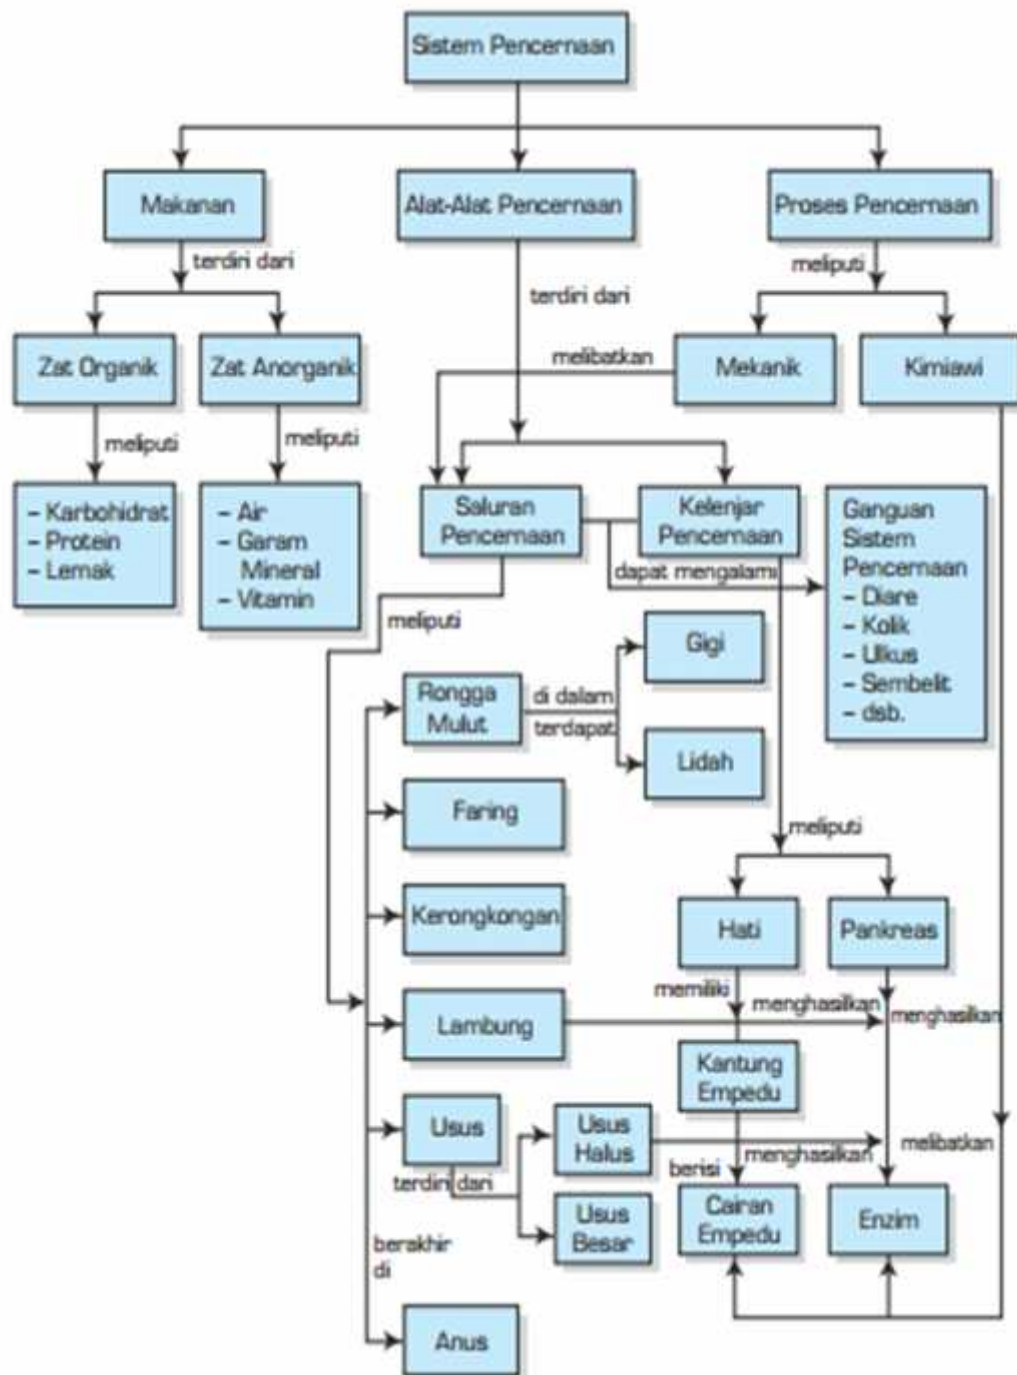 Sistem Pencernaan
Makanan
Alat-Alat Pencernaan
Proses Pencernaan
terdiri dari
terdiri dari
meliputi
Zat Organik
Zat Anorganik
melibatkan
Mekanik
Kimiawi
meliputi
meliputi
– Karbohidrat
– Protein
– Lemak
– Air
– Garam
Mineral
– Vitamin
Saluran
Pencernaan
Kelenjar
Pencernaan
dapat mengalami
Ganguan
Sistem
Pencernaan
– Diare
– Kolik
– Ulkus
– Sembelit
– dsb.
meliputi
Rongga
Mulut
di dalam
terdapat
Gigi
Lidah
Faring
meliputi
Kerongkongan
Hati
Pankreas
memiliki
menghasilkan
menghasilkan
Lambung
Kantung
Empedu
Usus
terdiri dari
Usus
Halus
menghasilkan
melibatkan
berisi
Usus
Besar
Cairan
Empedu
Enzim
berakhir
di
Anus